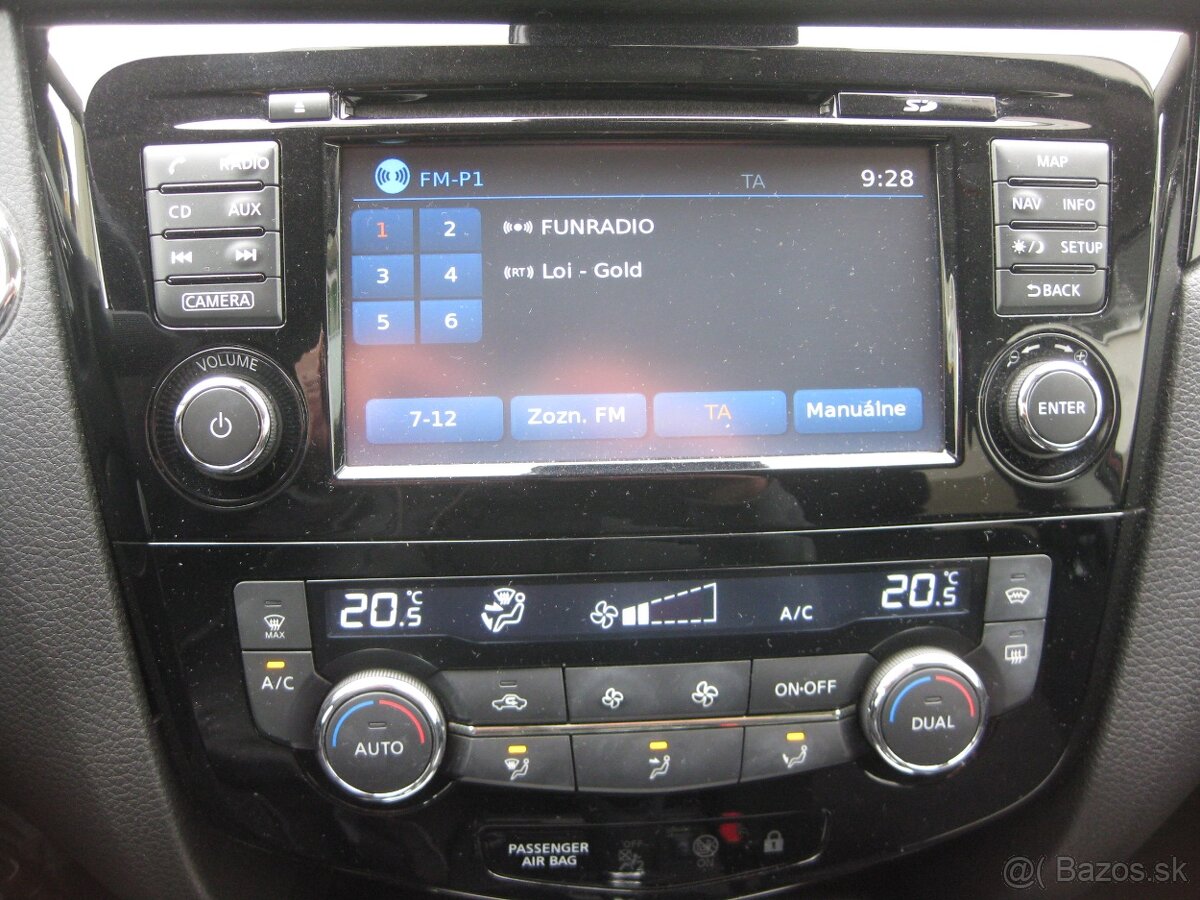 SD
RADIO
CD AUX
CAMERA
VOLUME
FM-P1 TA 9:28
1 2 FUNRADIO
3 4 (RT) Loi - Gold
5 6
7-12 Zozn. FM TA Manuálne
MAP
NAV INFO
SETUP
BACK
ENTER
20.5°C A/C 20.5°C
MAX
A/C
AUTO
ON·OFF
DUAL
PASSENGER
AIR BAG
OFF
@( Bazos.sk